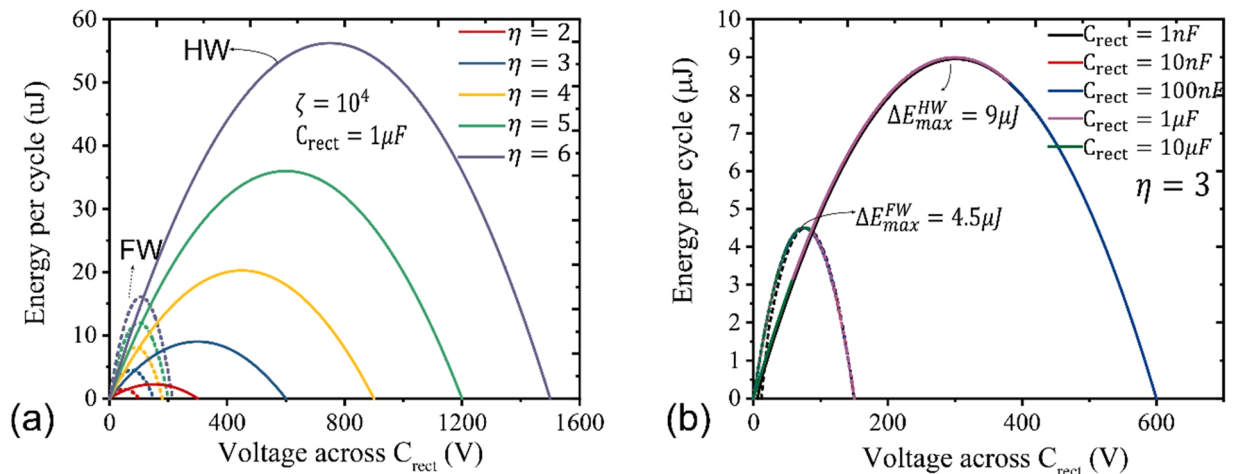 60
50
40
30
20
10
0
Energy per cycle (uJ)
HW
FW
ζ = 10⁴
C_rect = 1μF
η = 2
η = 3
η = 4
η = 5
η = 6
0 400 800 1200 1600
Voltage across C_rect (V)
(a)
10
9
8
7
6
5
4
3
2
1
0
Energy per cycle (μJ)
C_rect = 1nF
C_rect = 10nF
C_rect = 100nF
C_rect = 1μF
C_rect = 10μF
η = 3
ΔE_max^HW = 9μJ
ΔE_max^FW = 4.5μJ
0 200 400 600
Voltage across C_rect (V)
(b)